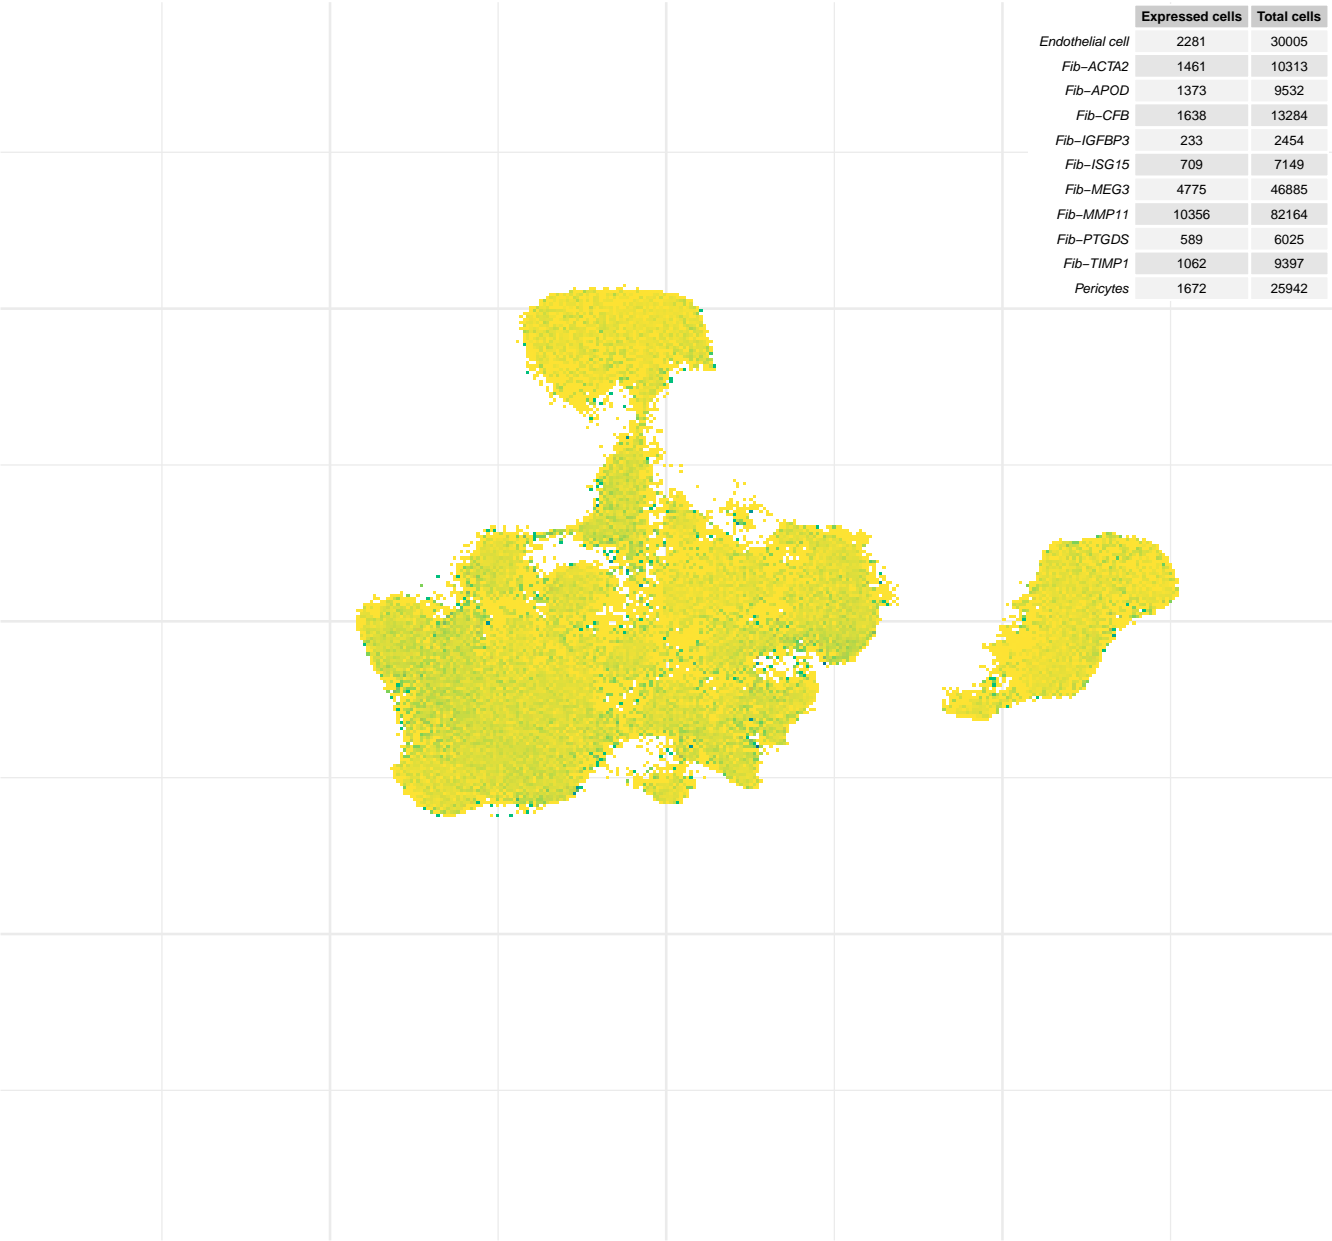 Expressed cells Total cells
Endothelial cell 2281 30005
Fib−ACTA2 1461 10313
Fib−APOD 1373 9532
Fib−CFB 1638 13284
Fib−IGFBP3 233 2454
Fib−ISG15 709 7149
Fib−MEG3 4775 46885
Fib−MMP11 10356 82164
Fib−PTGDS 589 6025
Fib−TIMP1 1062 9397
Pericytes 1672 25942